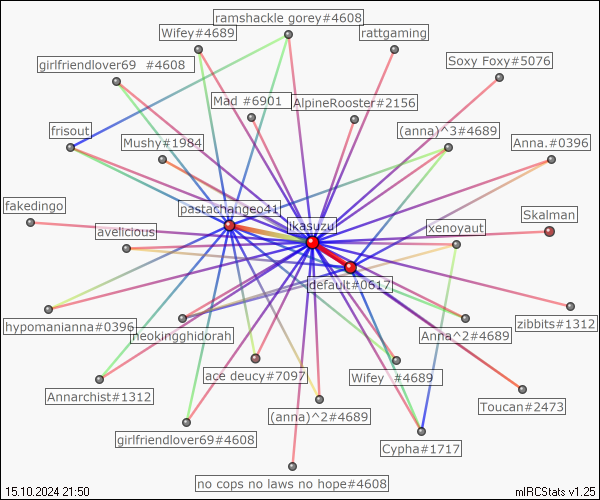 ramshackle gorey#4608
Wifey#4689
rattgaming
girlfriendlover69 #4608
Soxy Foxy#5076
Mad #6901
AlpineRooster#2156
frisout
(anna)^3#4689
Mushy#1984
Anna.#0396
fakedingo
pastachangeo41
Skalman
avelicious
ikasuzu
xenoyaut
default#0617
hypomanianna#0396
neokingghidorah
Anna^2#4689
zibbits#1312
ace deucy#7097
Wifey #4689
Annarchist#1312
(anna)^2#4689
Toucan#2473
girlfriendlover69#4608
Cypha#1717
no cops no laws no hope#4608
15.10.2024 21:50
mIRCStats v1.25